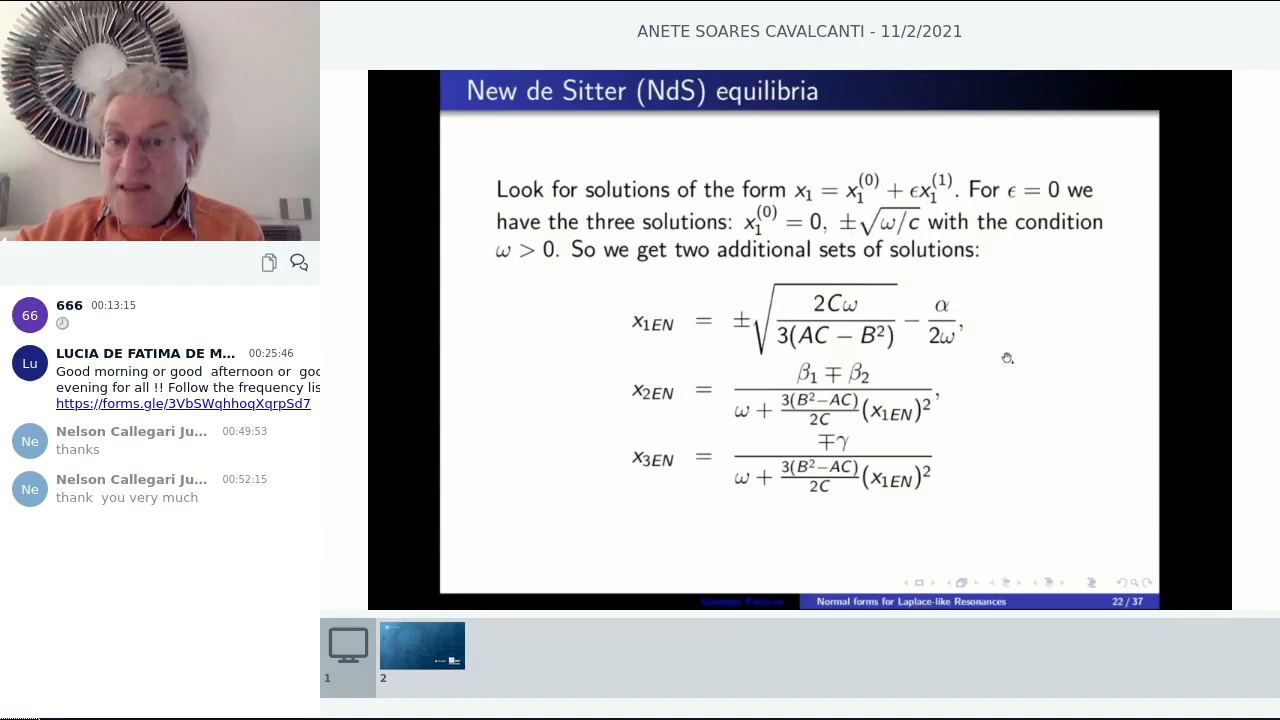 ANETE SOARES CAVALCANTI - 11/2/2021
New de Sitter (NdS) equilibria
Look for solutions of the form x₁ = x₁⁽⁰⁾ + ϵx₁⁽¹⁾. For ϵ = 0 we
have the three solutions: x₁⁽⁰⁾ = 0, ±√(ω/c) with the condition
ω > 0. So we get two additional sets of solutions:
x₁EN = ±√(2Cω / 3(AC − B²)) − α/2ω,
x₂EN = (β₁ ∓ β₂) / (ω + (3(B²−AC)/2C)(x₁EN)²),
x₃EN = ∓γ / (ω + (3(B²−AC)/2C)(x₁EN)²)
Normal forms for Laplace-like Resonances
22 / 37
66
666 00:13:15
Lu
LUCIA DE FATIMA DE M... 00:25:46
Good morning or good afternoon or goo
evening for all !! Follow the frequency lis
https://forms.gle/3VbSWqhhoqXqrpSd7
Ne
Nelson Callegari Ju... 00:49:53
thanks
Ne
Nelson Callegari Ju... 00:52:15
thank you very much
1
2